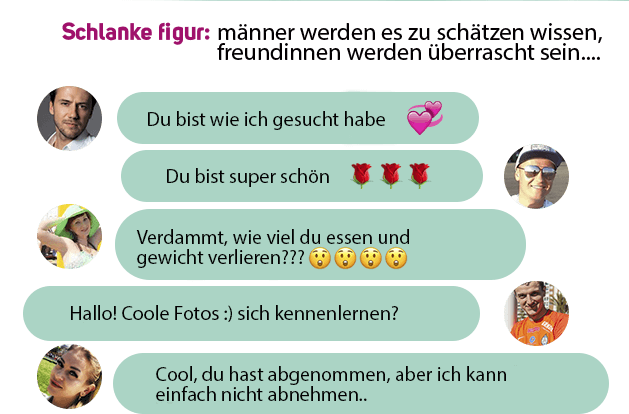 Schlanke figur: männer werden es zu schätzen wissen,
freundinnen werden überrascht sein....
Du bist wie ich gesucht habe
Du bist super schön
Verdammt, wie viel du essen und
gewicht verlieren???
Hallo! Coole Fotos :) sich kennenlernen?
Cool, du hast abgenommen, aber ich kann
einfach nicht abnehmen..